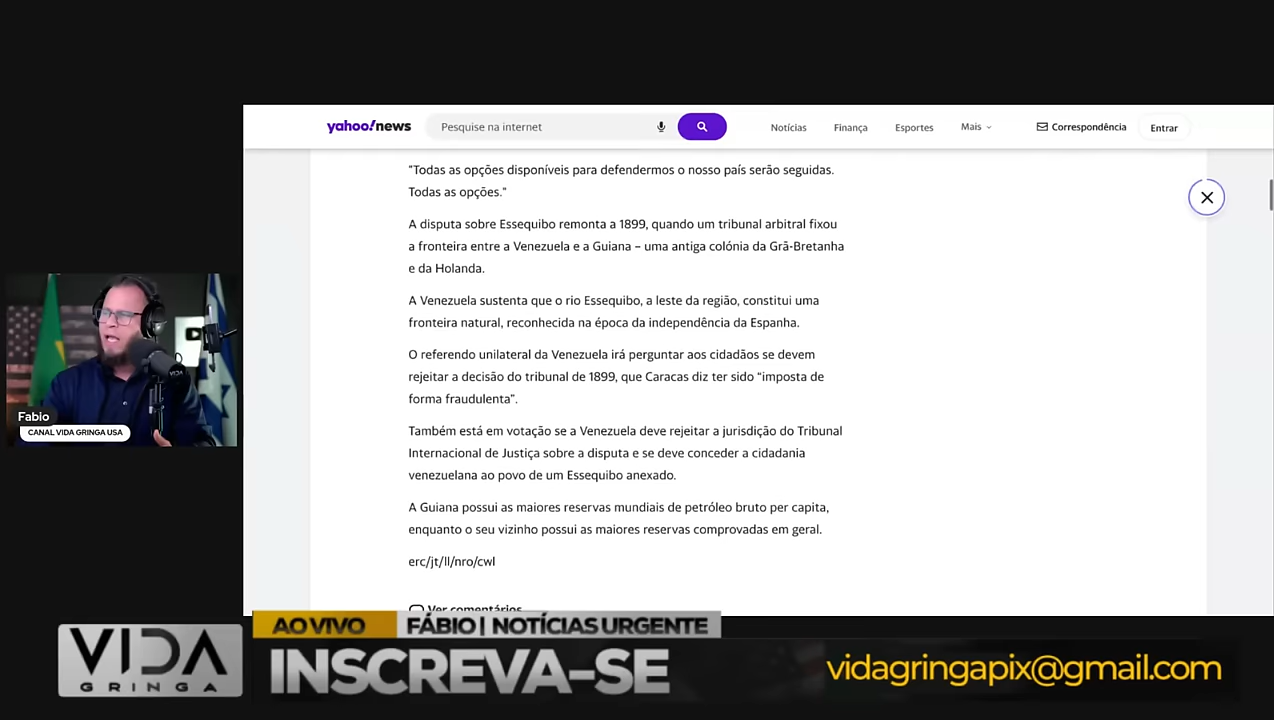 yahoo!news
Pesquise na internet
Notícias
Finança
Esportes
Mais
Correspondência
Entrar
"Todas as opções disponíveis para defendermos o nosso país serão seguidas.
Todas as opções."
A disputa sobre Essequibo remonta a 1899, quando um tribunal arbitral fixou
a fronteira entre a Venezuela e a Guiana – uma antiga colónia da Grã-Bretanha
e da Holanda.
A Venezuela sustenta que o rio Essequibo, a leste da região, constitui uma
fronteira natural, reconhecida na época da independência da Espanha.
O referendo unilateral da Venezuela irá perguntar aos cidadãos se devem
rejeitar a decisão do tribunal de 1899, que Caracas diz ter sido “imposta de
forma fraudulenta”.
Também está em votação se a Venezuela deve rejeitar a jurisdição do Tribunal
Internacional de Justiça sobre a disputa e se deve conceder a cidadania
venezuelana ao povo de um Essequibo anexado.
A Guiana possui as maiores reservas mundiais de petróleo bruto per capita,
enquanto o seu vizinho possui as maiores reservas comprovadas em geral.
erc/jt/ll/nro/cwl
Ver comentários
VIDA
Fabio
CANAL VIDA GRINGA USA
AO VIVO
FÁBIO | NOTÍCIAS URGENTE
VIDA
GRINGA
INSCREVA-SE
vidagringapix@gmail.com